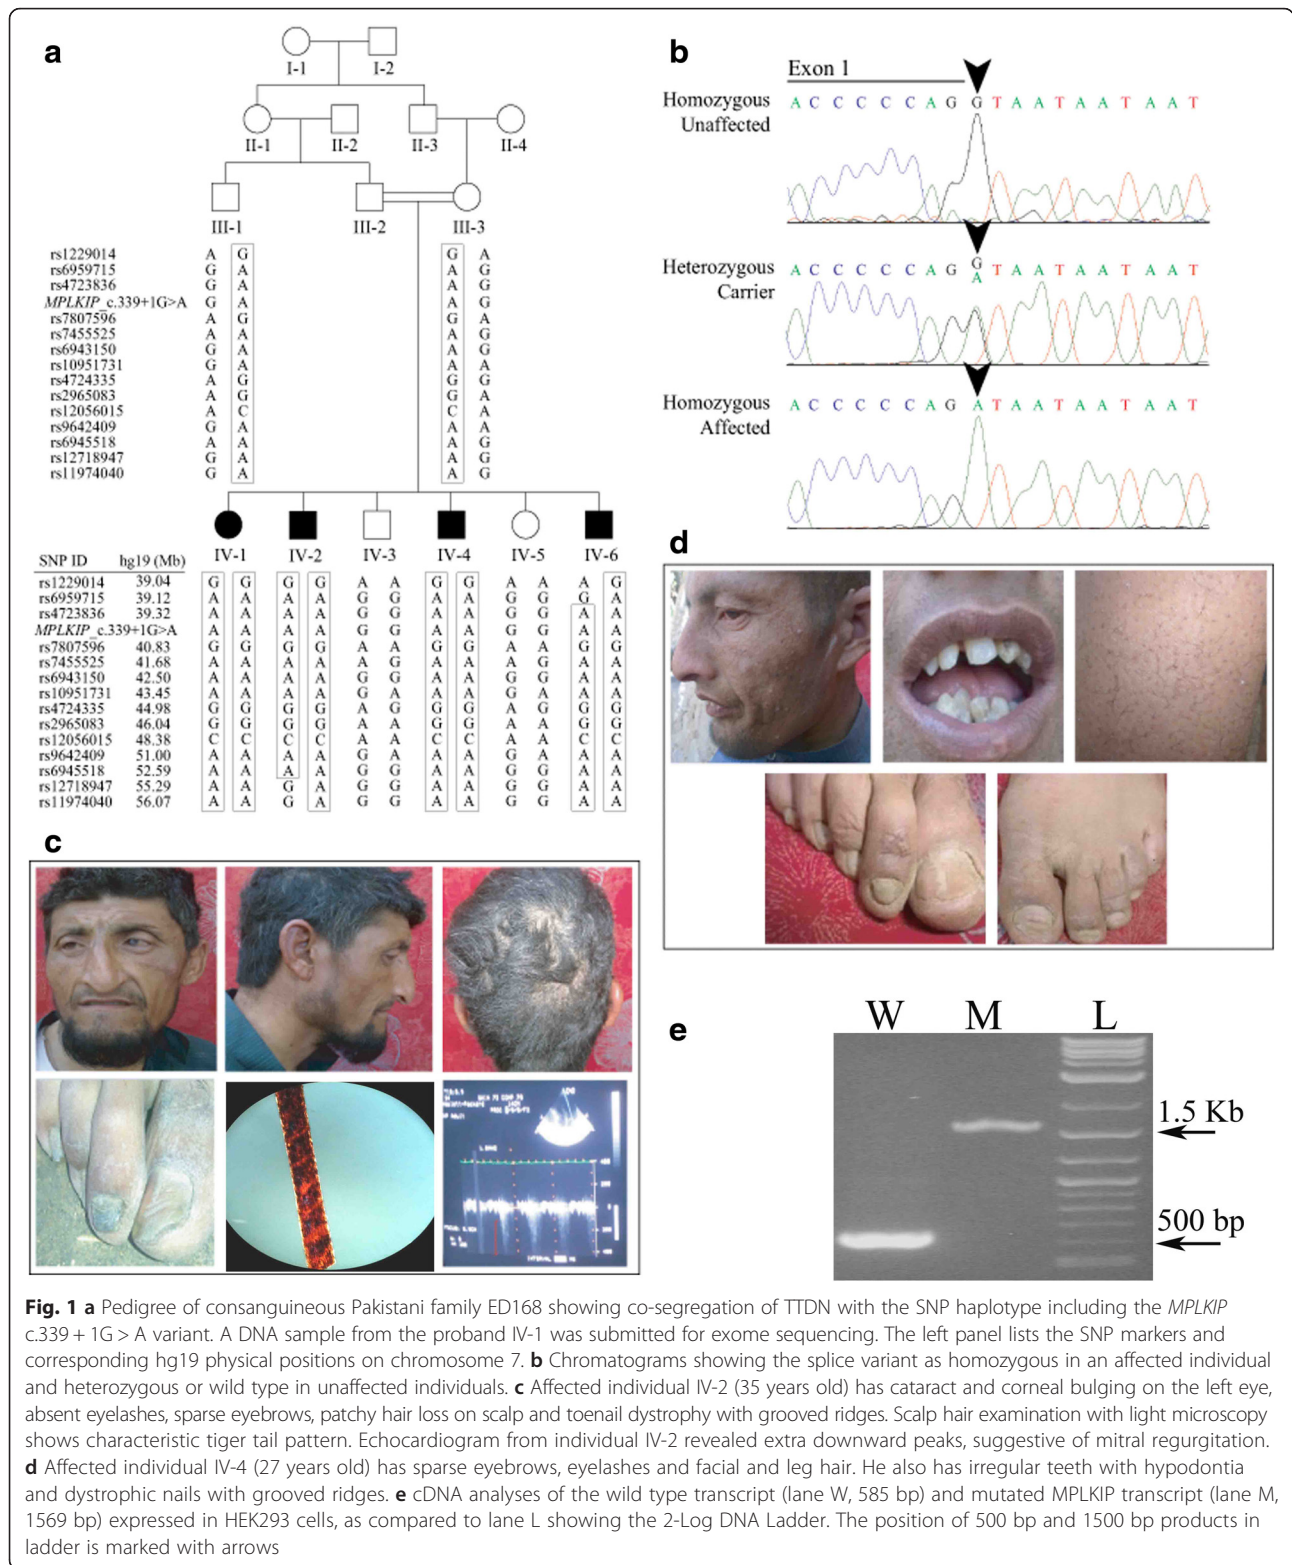 a
I-1 I-2
II-1 II-2 II-3 II-4
III-1 III-2 III-3
rs1229014 A G G A
rs6959715 G A A G
rs4723836 G A A G
MPLKIP_c.339+1G>A G A A G
rs7807596 A G G A
rs7455525 A A A G
rs6943150 G A A G
rs10951731 G A A A
rs4724335 A G G G
rs2965083 A G G G
rs12056015 A C C A
rs9642409 G A A A
rs6945518 A A A G
rs12718947 G A A G
rs11974040 G A A G
IV-1 IV-2 IV-3 IV-4 IV-5 IV-6
SNP ID hg19 (Mb)
rs1229014 39.04 G G G G A A G G A A A G
rs6959715 39.12 A A A A G G A A G G G A
rs4723836 39.32 A A A A G G A A G G A A
MPLKIP_c.339+1G>A A A A A G G A A G G A A
rs7807596 40.83 G G G G A A G G A A G G
rs7455525 41.68 A A A A A G A A A G A A
rs6943150 42.50 A A A A G G A A G G A A
rs10951731 43.45 A A A A G A A A G A A A
rs4724335 44.98 G G G G A G G G A G G G
rs2965083 46.04 G G G G A A G G A A G G
rs12056015 48.38 C C C C A A C C A A C C
rs9642409 51.00 A A A A G A A A G A A A
rs6945518 52.59 A A A A G G A A G G A A
rs12718947 55.29 A A G A G G A A G G A A
rs11974040 56.07 A A G A G G A A G G A A
b
Exon 1
Homozygous
Unaffected
A C C C C C A G G T A A T A A T A A T
Heterozygous
Carrier
A C C C C C A G G T A A T A A T A A T
A
Homozygous
Affected
A C C C C C A G A T A A T A A T A A T
c
d
e
W M L
1.5 Kb
500 bp
Fig. 1 a Pedigree of consanguineous Pakistani family ED168 showing co-segregation of TTDN with the SNP haplotype including the MPLKIP
c.339 + 1G > A variant. A DNA sample from the proband IV-1 was submitted for exome sequencing. The left panel lists the SNP markers and
corresponding hg19 physical positions on chromosome 7. b Chromatograms showing the splice variant as homozygous in an affected individual
and heterozygous or wild type in unaffected individuals. c Affected individual IV-2 (35 years old) has cataract and corneal bulging on the left eye,
absent eyelashes, sparse eyebrows, patchy hair loss on scalp and toenail dystrophy with grooved ridges. Scalp hair examination with light microscopy
shows characteristic tiger tail pattern. Echocardiogram from individual IV-2 revealed extra downward peaks, suggestive of mitral regurgitation.
d Affected individual IV-4 (27 years old) has sparse eyebrows, eyelashes and facial and leg hair. He also has irregular teeth with hypodontia
and dystrophic nails with grooved ridges. e cDNA analyses of the wild type transcript (lane W, 585 bp) and mutated MPLKIP transcript (lane M,
1569 bp) expressed in HEK293 cells, as compared to lane L showing the 2-Log DNA Ladder. The position of 500 bp and 1500 bp products in
ladder is marked with arrows